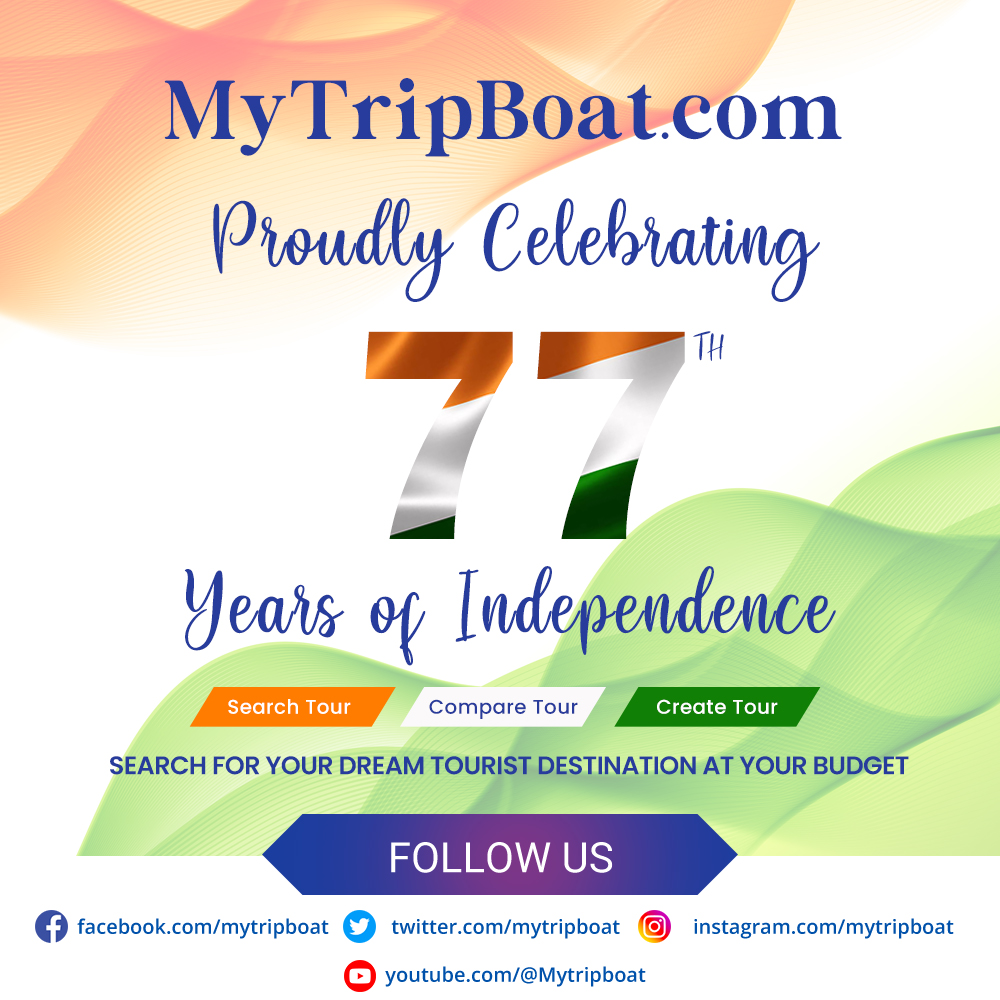 MyTripBoat.com
Proudly Celebrating
77TH
Years of Independence
Search Tour Compare Tour Create Tour
SEARCH FOR YOUR DREAM TOURIST DESTINATION AT YOUR BUDGET
FOLLOW US
facebook.com/mytripboat twitter.com/mytripboat instagram.com/mytripboat
youtube.com/@Mytripboat